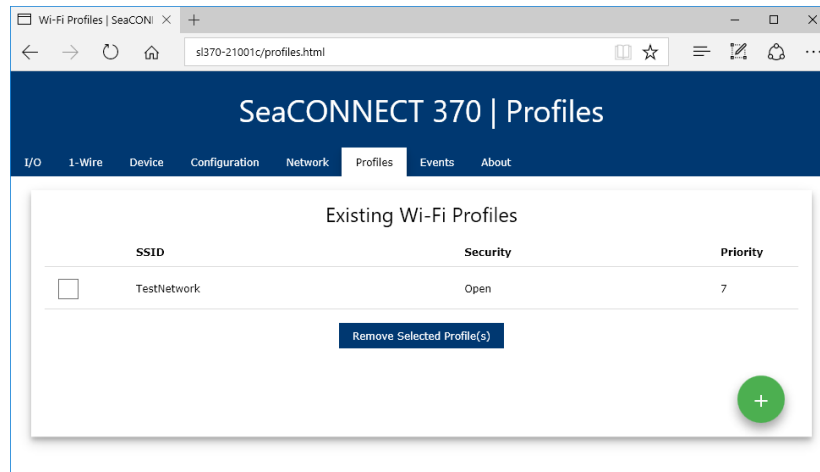 Wi-Fi Profiles | SeaCON
sl370-21001c/profiles.html
SeaCONNECT 370 | Profiles
I/O 1-Wire Device Configuration Network Profiles Events About
Existing Wi-Fi Profiles
SSID Security Priority
TestNetwork Open 7
Remove Selected Profile(s)
+